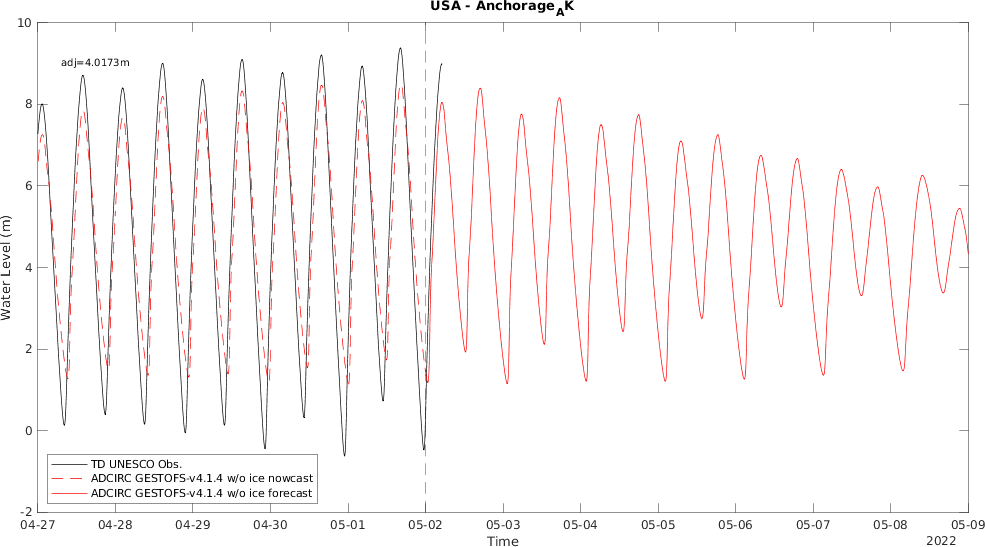 USA - Anchorage_AK
10
adj=4.0173m
8
6
4
2
0
-2
Water Level (m)
TD UNESCO Obs.
ADCIRC GESTOFS-v4.1.4 w/o ice nowcast
ADCIRC GESTOFS-v4.1.4 w/o ice forecast
04-27 04-28 04-29 04-30 05-01 05-02 05-03 05-04 05-05 05-06 05-07 05-08 05-09
Time
2022